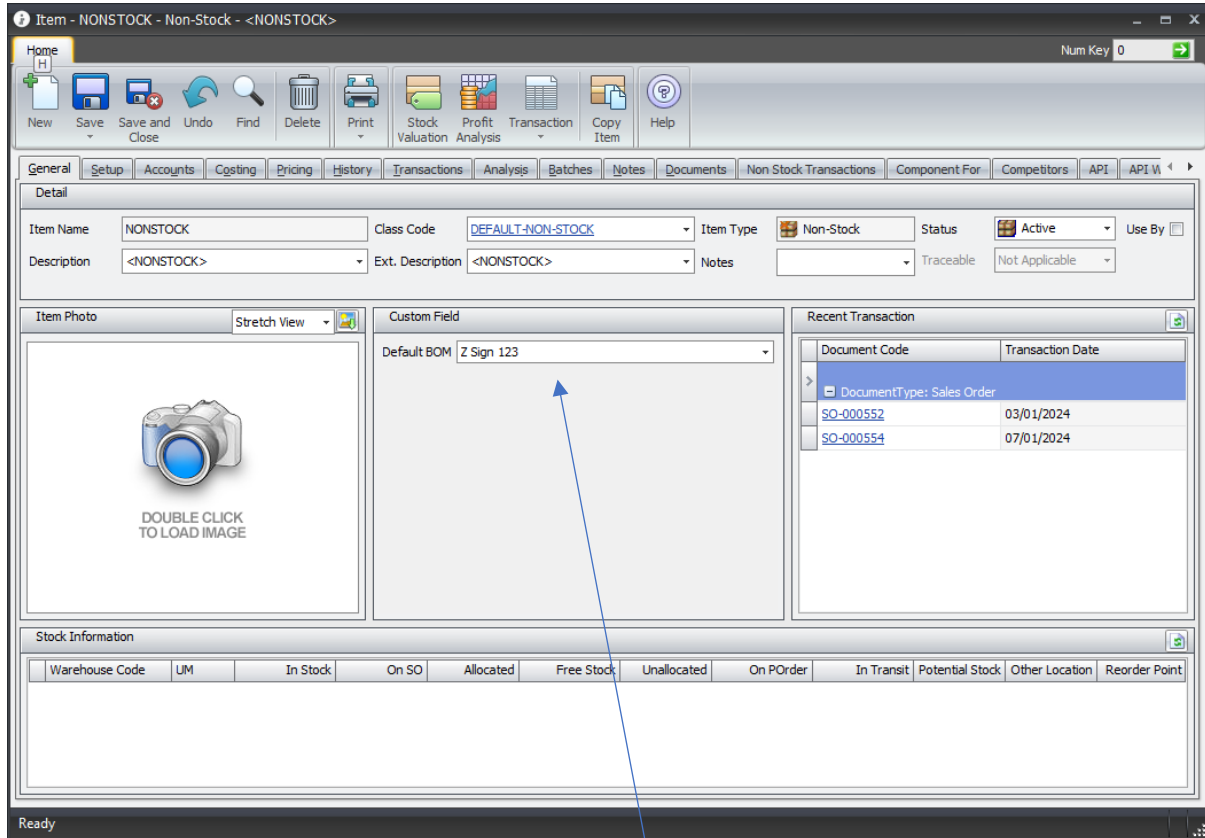 Item - NONSTOCK - Non-Stock - <NONSTOCK>
Home
H
Num Key 0
New Save Save and Close Undo Find Delete Print Stock Valuation Profit Analysis Transaction Copy Item Help
General Setup Accounts Costing Pricing History Transactions Analysis Batches Notes Documents Non Stock Transactions Component For Competitors API API
Detail
Item Name NONSTOCK Class Code DEFAULT-NON-STOCK Item Type Non-Stock Status Active Use By
Description <NONSTOCK> Ext. Description <NONSTOCK> Notes Traceable Not Applicable
Item Photo Stretch View Custom Field Recent Transaction
Default BOM Z Sign 123
Document Code Transaction Date
DocumentType: Sales Order
SO-000552 03/01/2024
SO-000554 07/01/2024
DOUBLE CLICK
TO LOAD IMAGE
Stock Information
Warehouse Code UM In Stock On SO Allocated Free Stock Unallocated On POrder In Transit Potential Stock Other Location Reorder Point
Ready